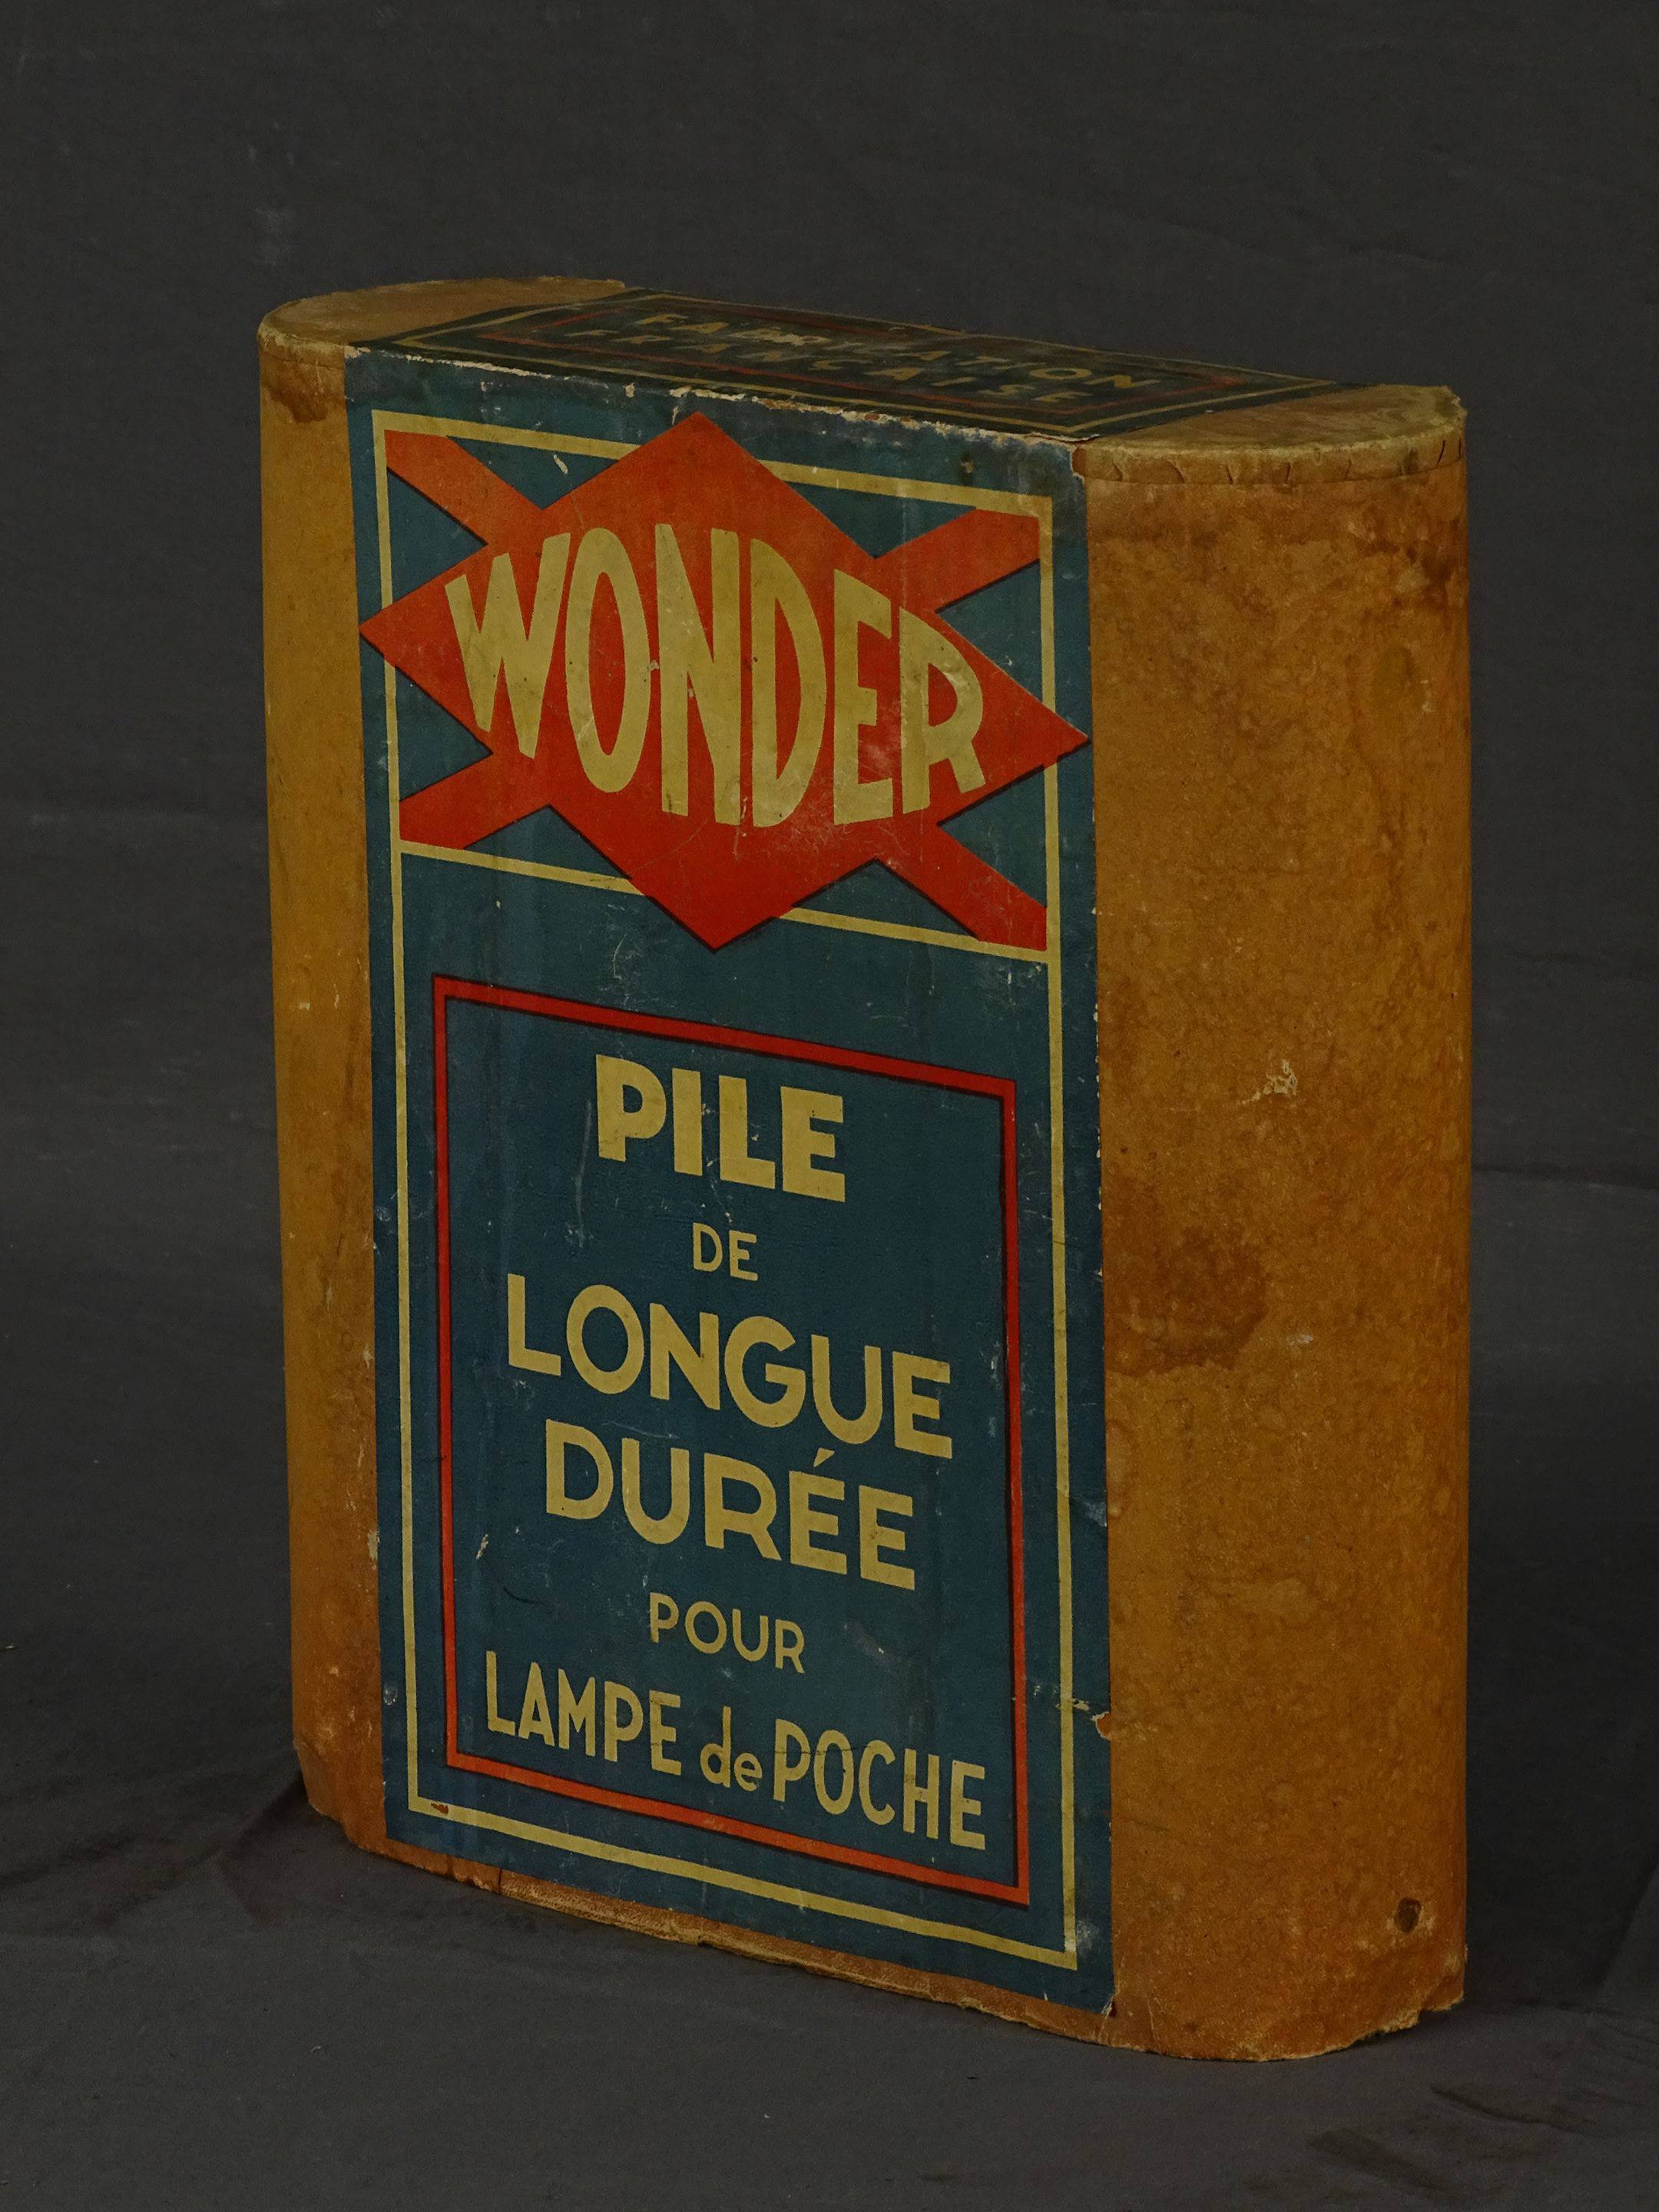 FABRICATION
FRANÇAISE
WONDER
PILE
DE
LONGUE
DURÉE
POUR
LAMPE de POCHE